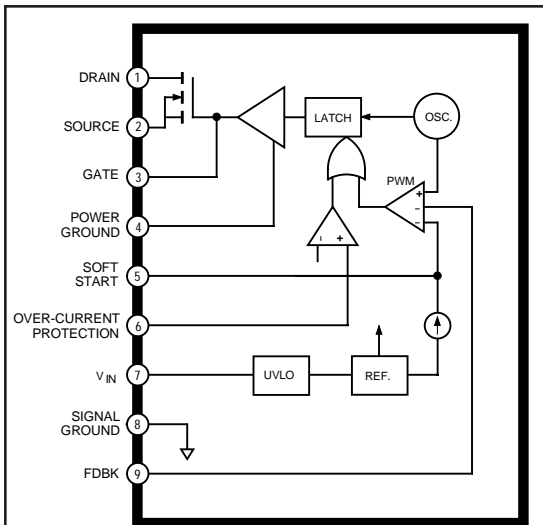 DRAIN
1
SOURCE
2
GATE
3
POWER
GROUND
4
SOFT
START
5
OVER-CURRENT
PROTECTION
6
V IN
7
SIGNAL
GROUND
8
FDBK
9
LATCH
OSC.
PWM
+
–
–
–
+
UVLO
REF.